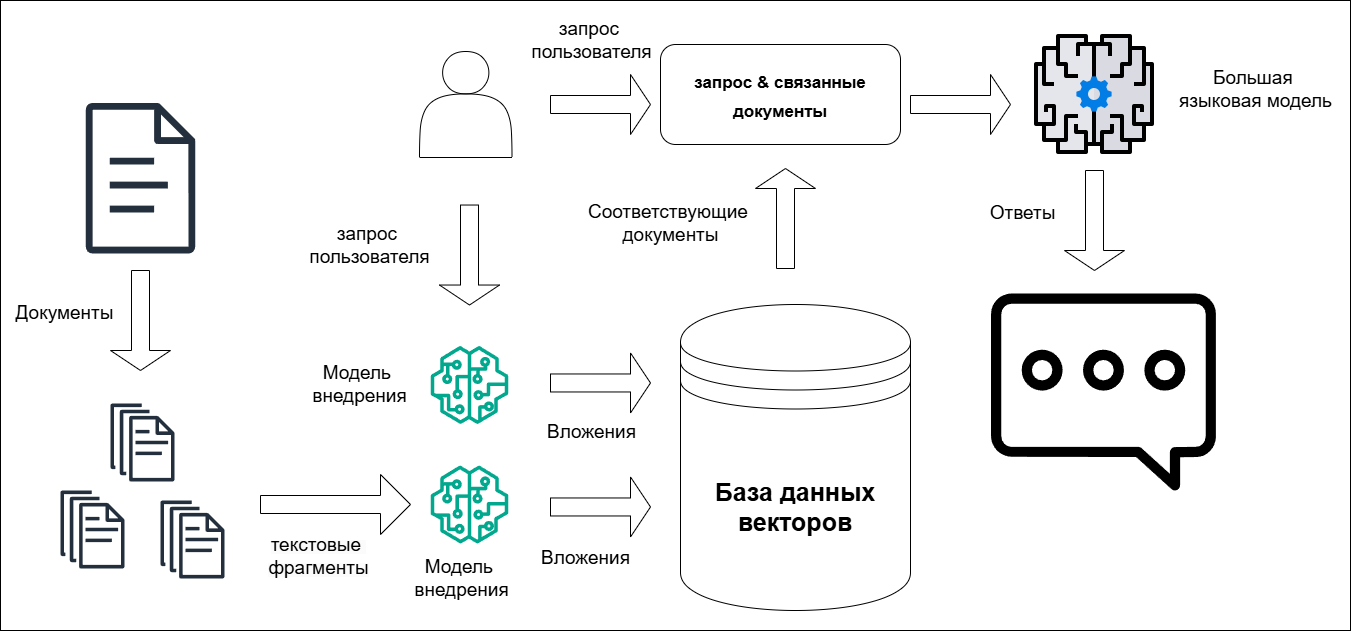 запрос
пользователя
запрос & связанные
документы
Большая
языковая модель
Соответствующие
документы
Ответы
запрос
пользователя
Документы
Модель
внедрения
Вложения
База данных
векторов
текстовые
фрагменты
Модель
внедрения
Вложения